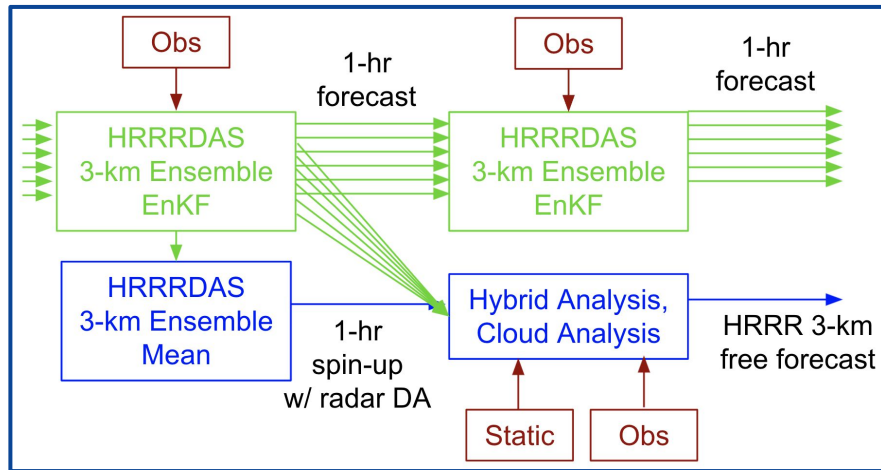 Obs
1-hr
forecast
Obs
1-hr
forecast
HRRRDAS
3-km Ensemble
EnKF
HRRRDAS
3-km Ensemble
EnKF
HRRRDAS
3-km Ensemble
Mean
1-hr
spin-up
w/ radar DA
Hybrid Analysis,
Cloud Analysis
HRRR 3-km
free forecast
Static
Obs